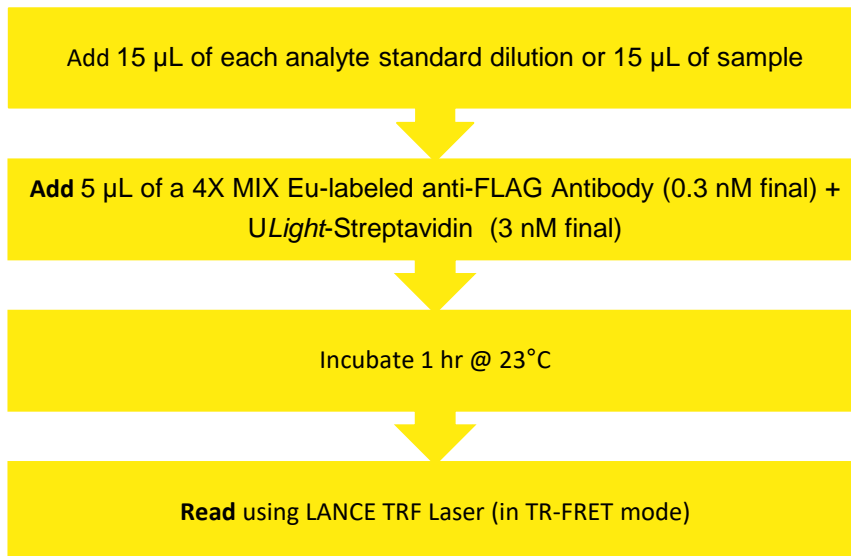 Add 15 µL of each analyte standard dilution or 15 µL of sample
Add 5 µL of a 4X MIX Eu-labeled anti-FLAG Antibody (0.3 nM final) +
ULight-Streptavidin (3 nM final)
Incubate 1 hr @ 23°C
Read using LANCE TRF Laser (in TR-FRET mode)